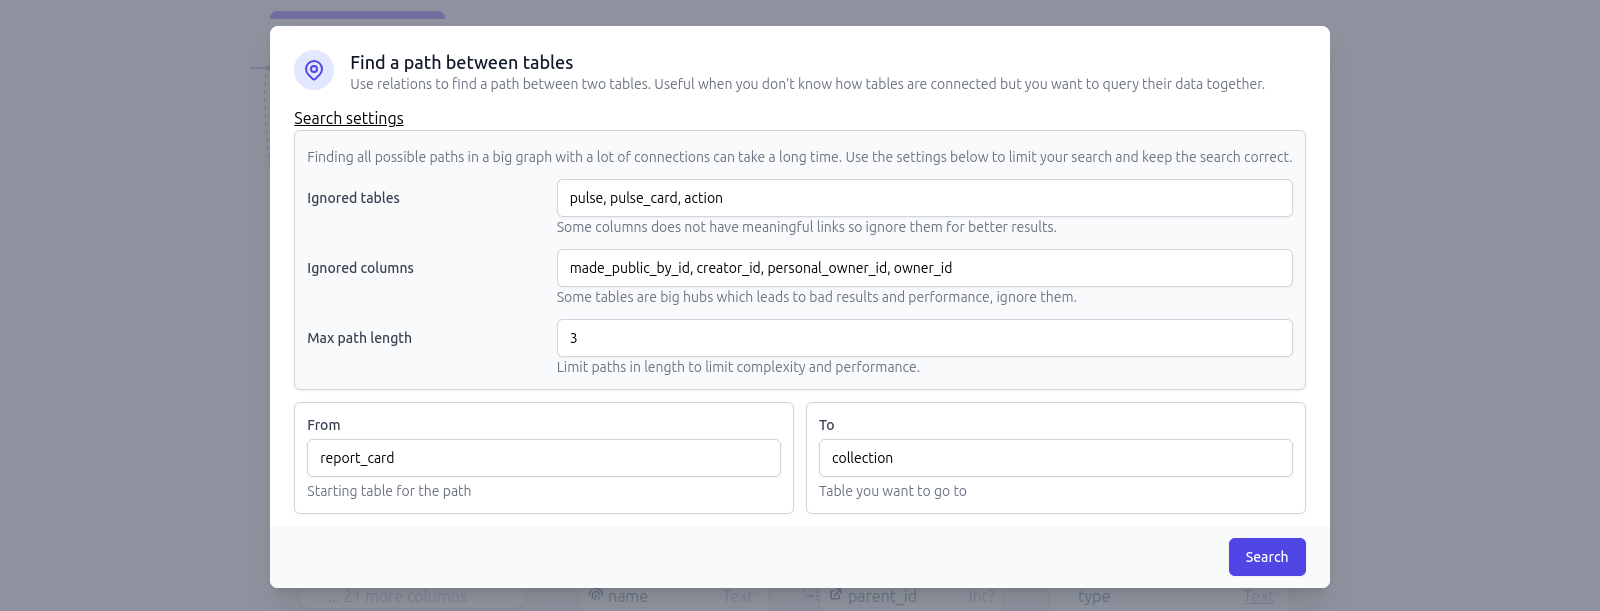 Find a path between tables
Use relations to find a path between two tables. Useful when you don't know how tables are connected but you want to query their data together.
Search settings
Finding all possible paths in a big graph with a lot of connections can take a long time. Use the settings below to limit your search and keep the search correct.
Ignored tables
pulse, pulse_card, action
Some columns does not have meaningful links so ignore them for better results.
Ignored columns
made_public_by_id, creator_id, personal_owner_id, owner_id
Some tables are big hubs which leads to bad results and performance, ignore them.
Max path length
3
Limit paths in length to limit complexity and performance.
From
report_card
Starting table for the path
To
collection
Table you want to go to
Search
... 21 more columns
name Text
parent_id Int?
type Text